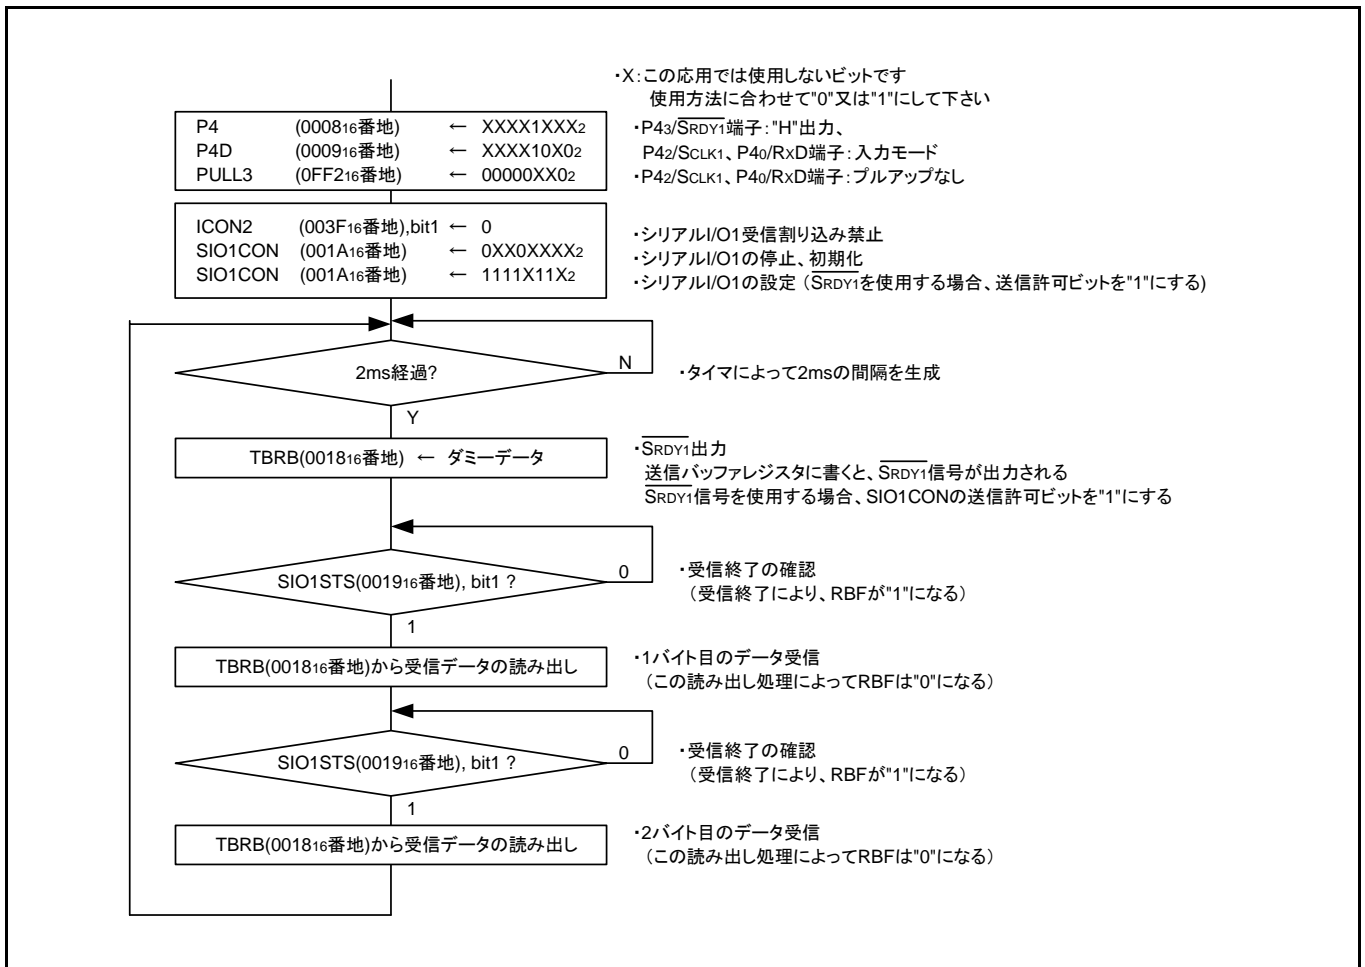 ・X:この応用では使用しないビットです
使用方法に合わせて"0"又は"1"にして下さい
P4 (000816番地) ← XXXX1XXX2
・P43/SRDY1端子:"H"出力、
P4D (000916番地) ← XXXX10X02
P42/SCLK1、P40/RXD端子:入力モード
PULL3 (0FF216番地) ← 00000XX02
・P42/SCLK1、P40/RXD端子:プルアップなし
ICON2 (003F16番地),bit1 ← 0
・シリアルI/O1受信割り込み禁止
SIO1CON (001A16番地) ← 0XX0XXXX2
・シリアルI/O1の停止、初期化
SIO1CON (001A16番地) ← 1111X11X2
・シリアルI/O1の設定 (SRDY1を使用する場合、送信許可ビットを"1"にする)
2ms経過?
N
・タイマによって2msの間隔を生成
Y
TBRB(001816番地) ← ダミーデータ
・SRDY1出力
送信バッファレジスタに書くと、SRDY1信号が出力される
SRDY1信号を使用する場合、SIO1CONの送信許可ビットを"1"にする
SIO1STS(001916番地), bit1 ?
0
・受信終了の確認
(受信終了により、RBFが"1"になる)
1
TBRB(001816番地)から受信データの読み出し
・1バイト目のデータ受信
(この読み出し処理によってRBFは"0"になる)
SIO1STS(001916番地), bit1 ?
0
・受信終了の確認
(受信終了により、RBFが"1"になる)
1
TBRB(001816番地)から受信データの読み出し
・2バイト目のデータ受信
(この読み出し処理によってRBFは"0"になる)